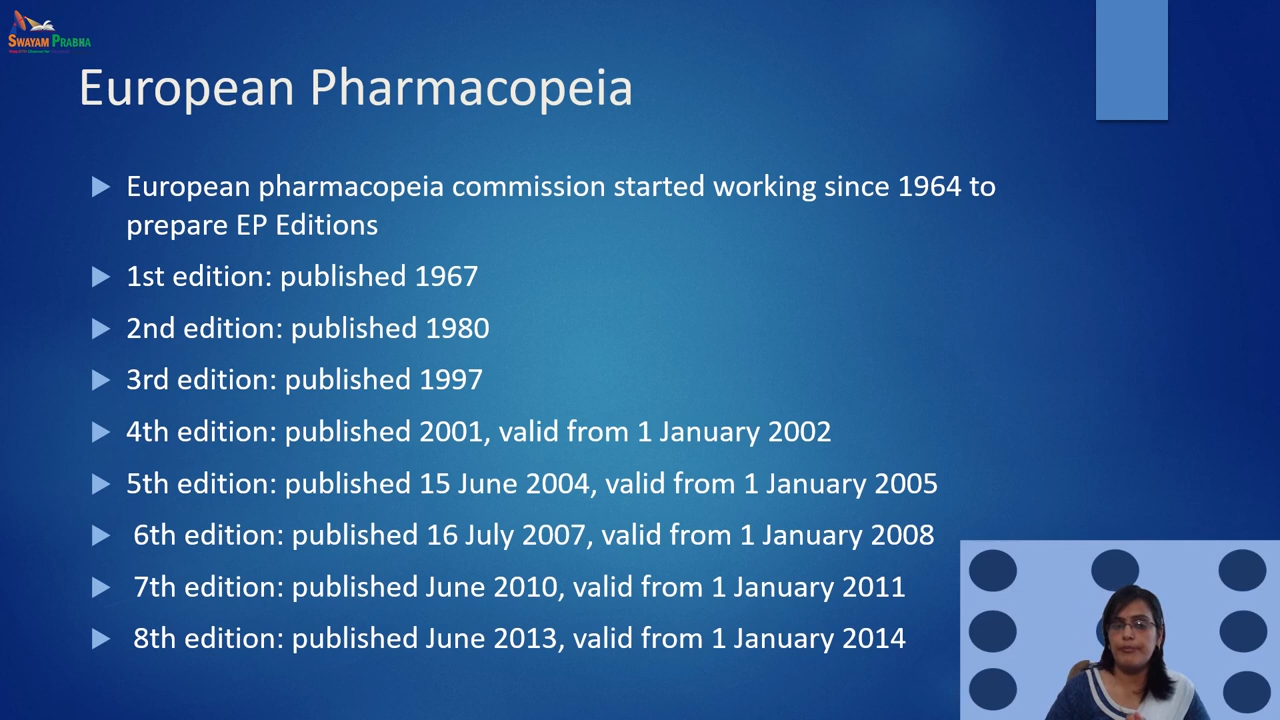 SWAYAM PRABHA
European Pharmacopeia
European pharmacopeia commission started working since 1964 to
prepare EP Editions
1st edition: published 1967
2nd edition: published 1980
3rd edition: published 1997
4th edition: published 2001, valid from 1 January 2002
5th edition: published 15 June 2004, valid from 1 January 2005
6th edition: published 16 July 2007, valid from 1 January 2008
7th edition: published June 2010, valid from 1 January 2011
8th edition: published June 2013, valid from 1 January 2014